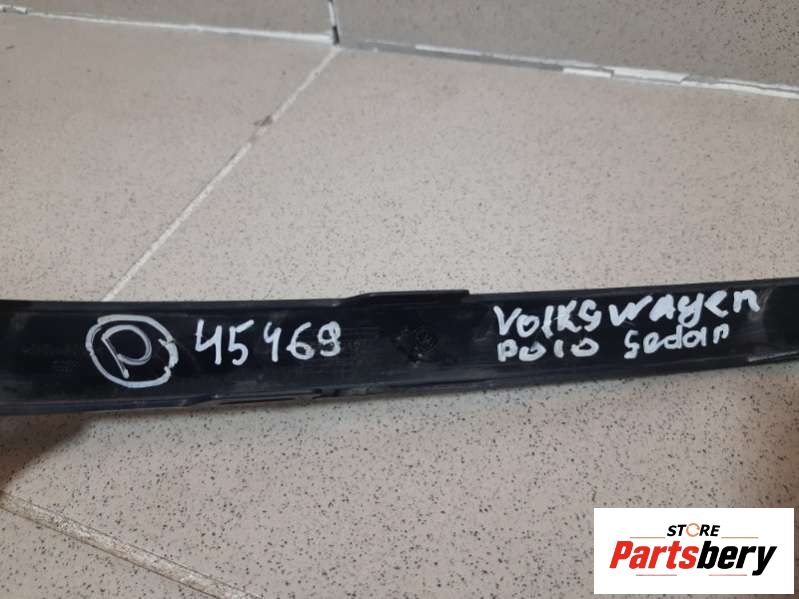 D 45469 Volkswagen
Polo Sedan
STORE
Partsbery